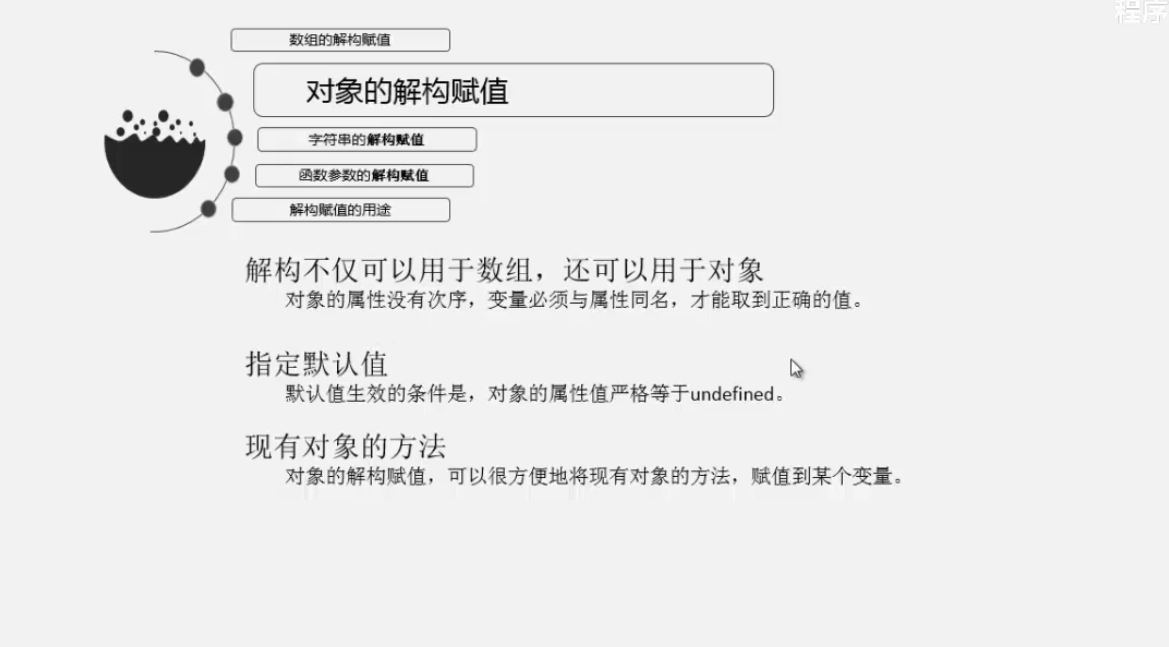 程序
数组的解构赋值
对象的解构赋值
字符串的解构赋值
函数参数的解构赋值
解构赋值的用途
解构不仅可以用于数组，还可以用于对象
对象的属性没有次序，变量必须与属性同名，才能取到正确的值。
指定默认值
默认值生效的条件是，对象的属性值严格等于undefined。
现有对象的方法
对象的解构赋值，可以很方便地将现有对象的方法，赋值到某个变量。